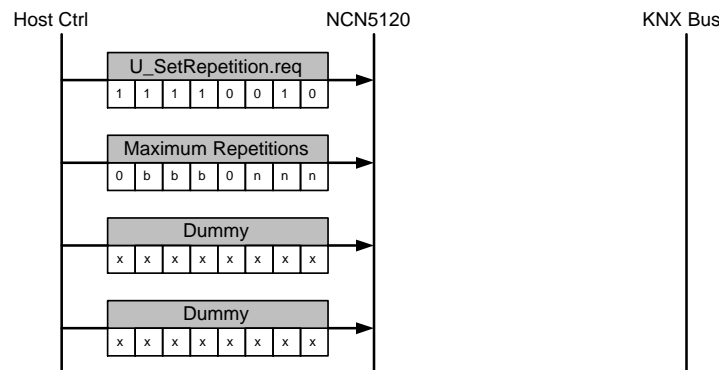 Host Ctrl NCN5120 KNX Bus
U_SetRepetition.req
1 1 1 1 0 0 1 0
Maximum Repetitions
0 b b b 0 n n n
Dummy
x x x x x x x x
Dummy
x x x x x x x x